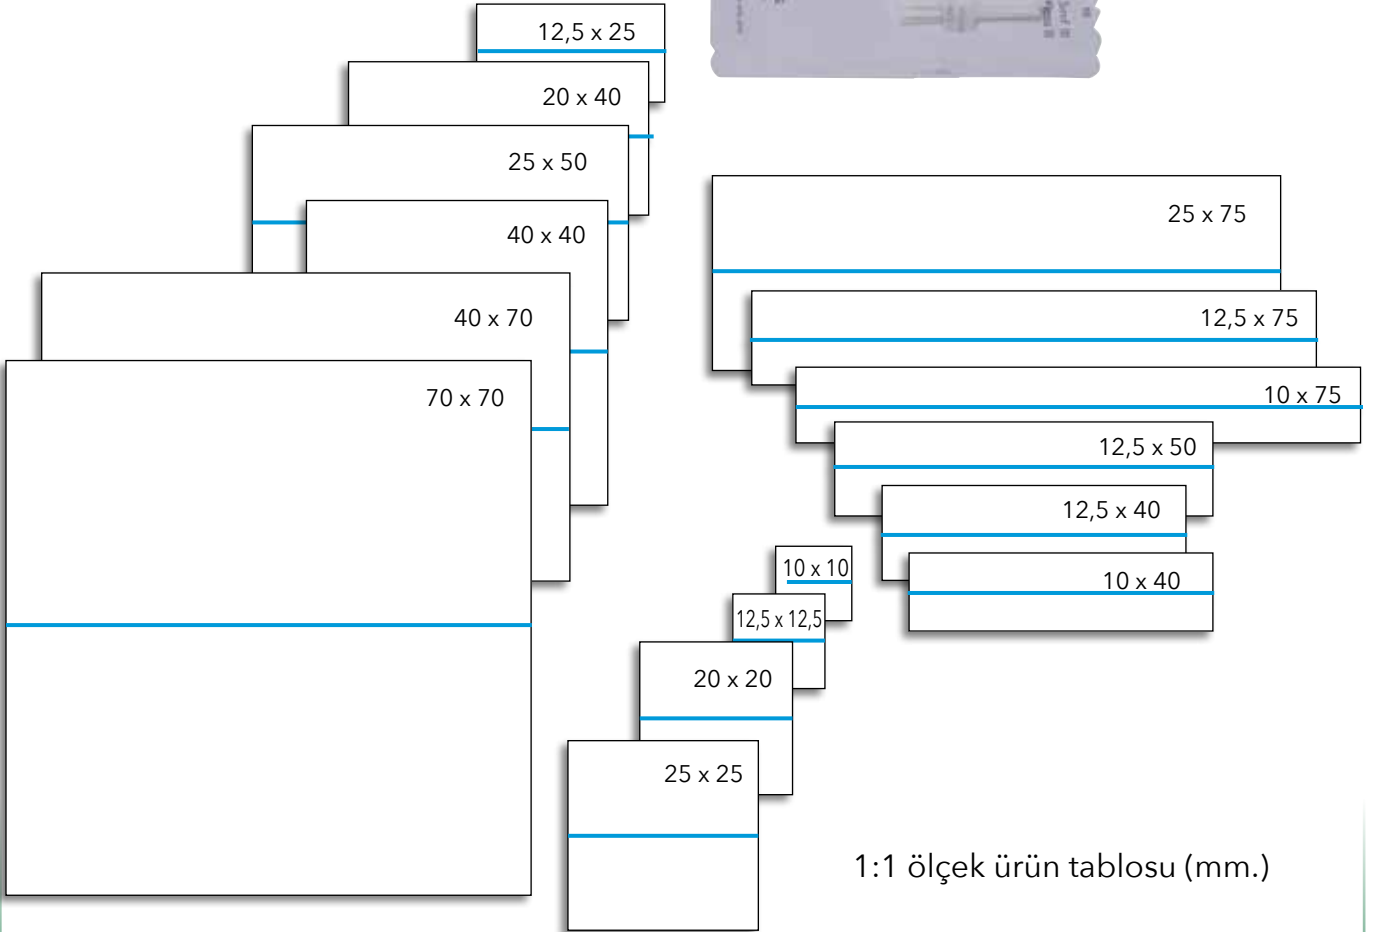 12,5 x 25
20 x 40
25 x 50
40 x 40
40 x 70
70 x 70
25 x 75
12,5 x 75
10 x 75
12,5 x 50
12,5 x 40
10 x 40
10 x 10
12,5 x 12,5
20 x 20
25 x 25
1:1 ölçek ürün tablosu (mm.)